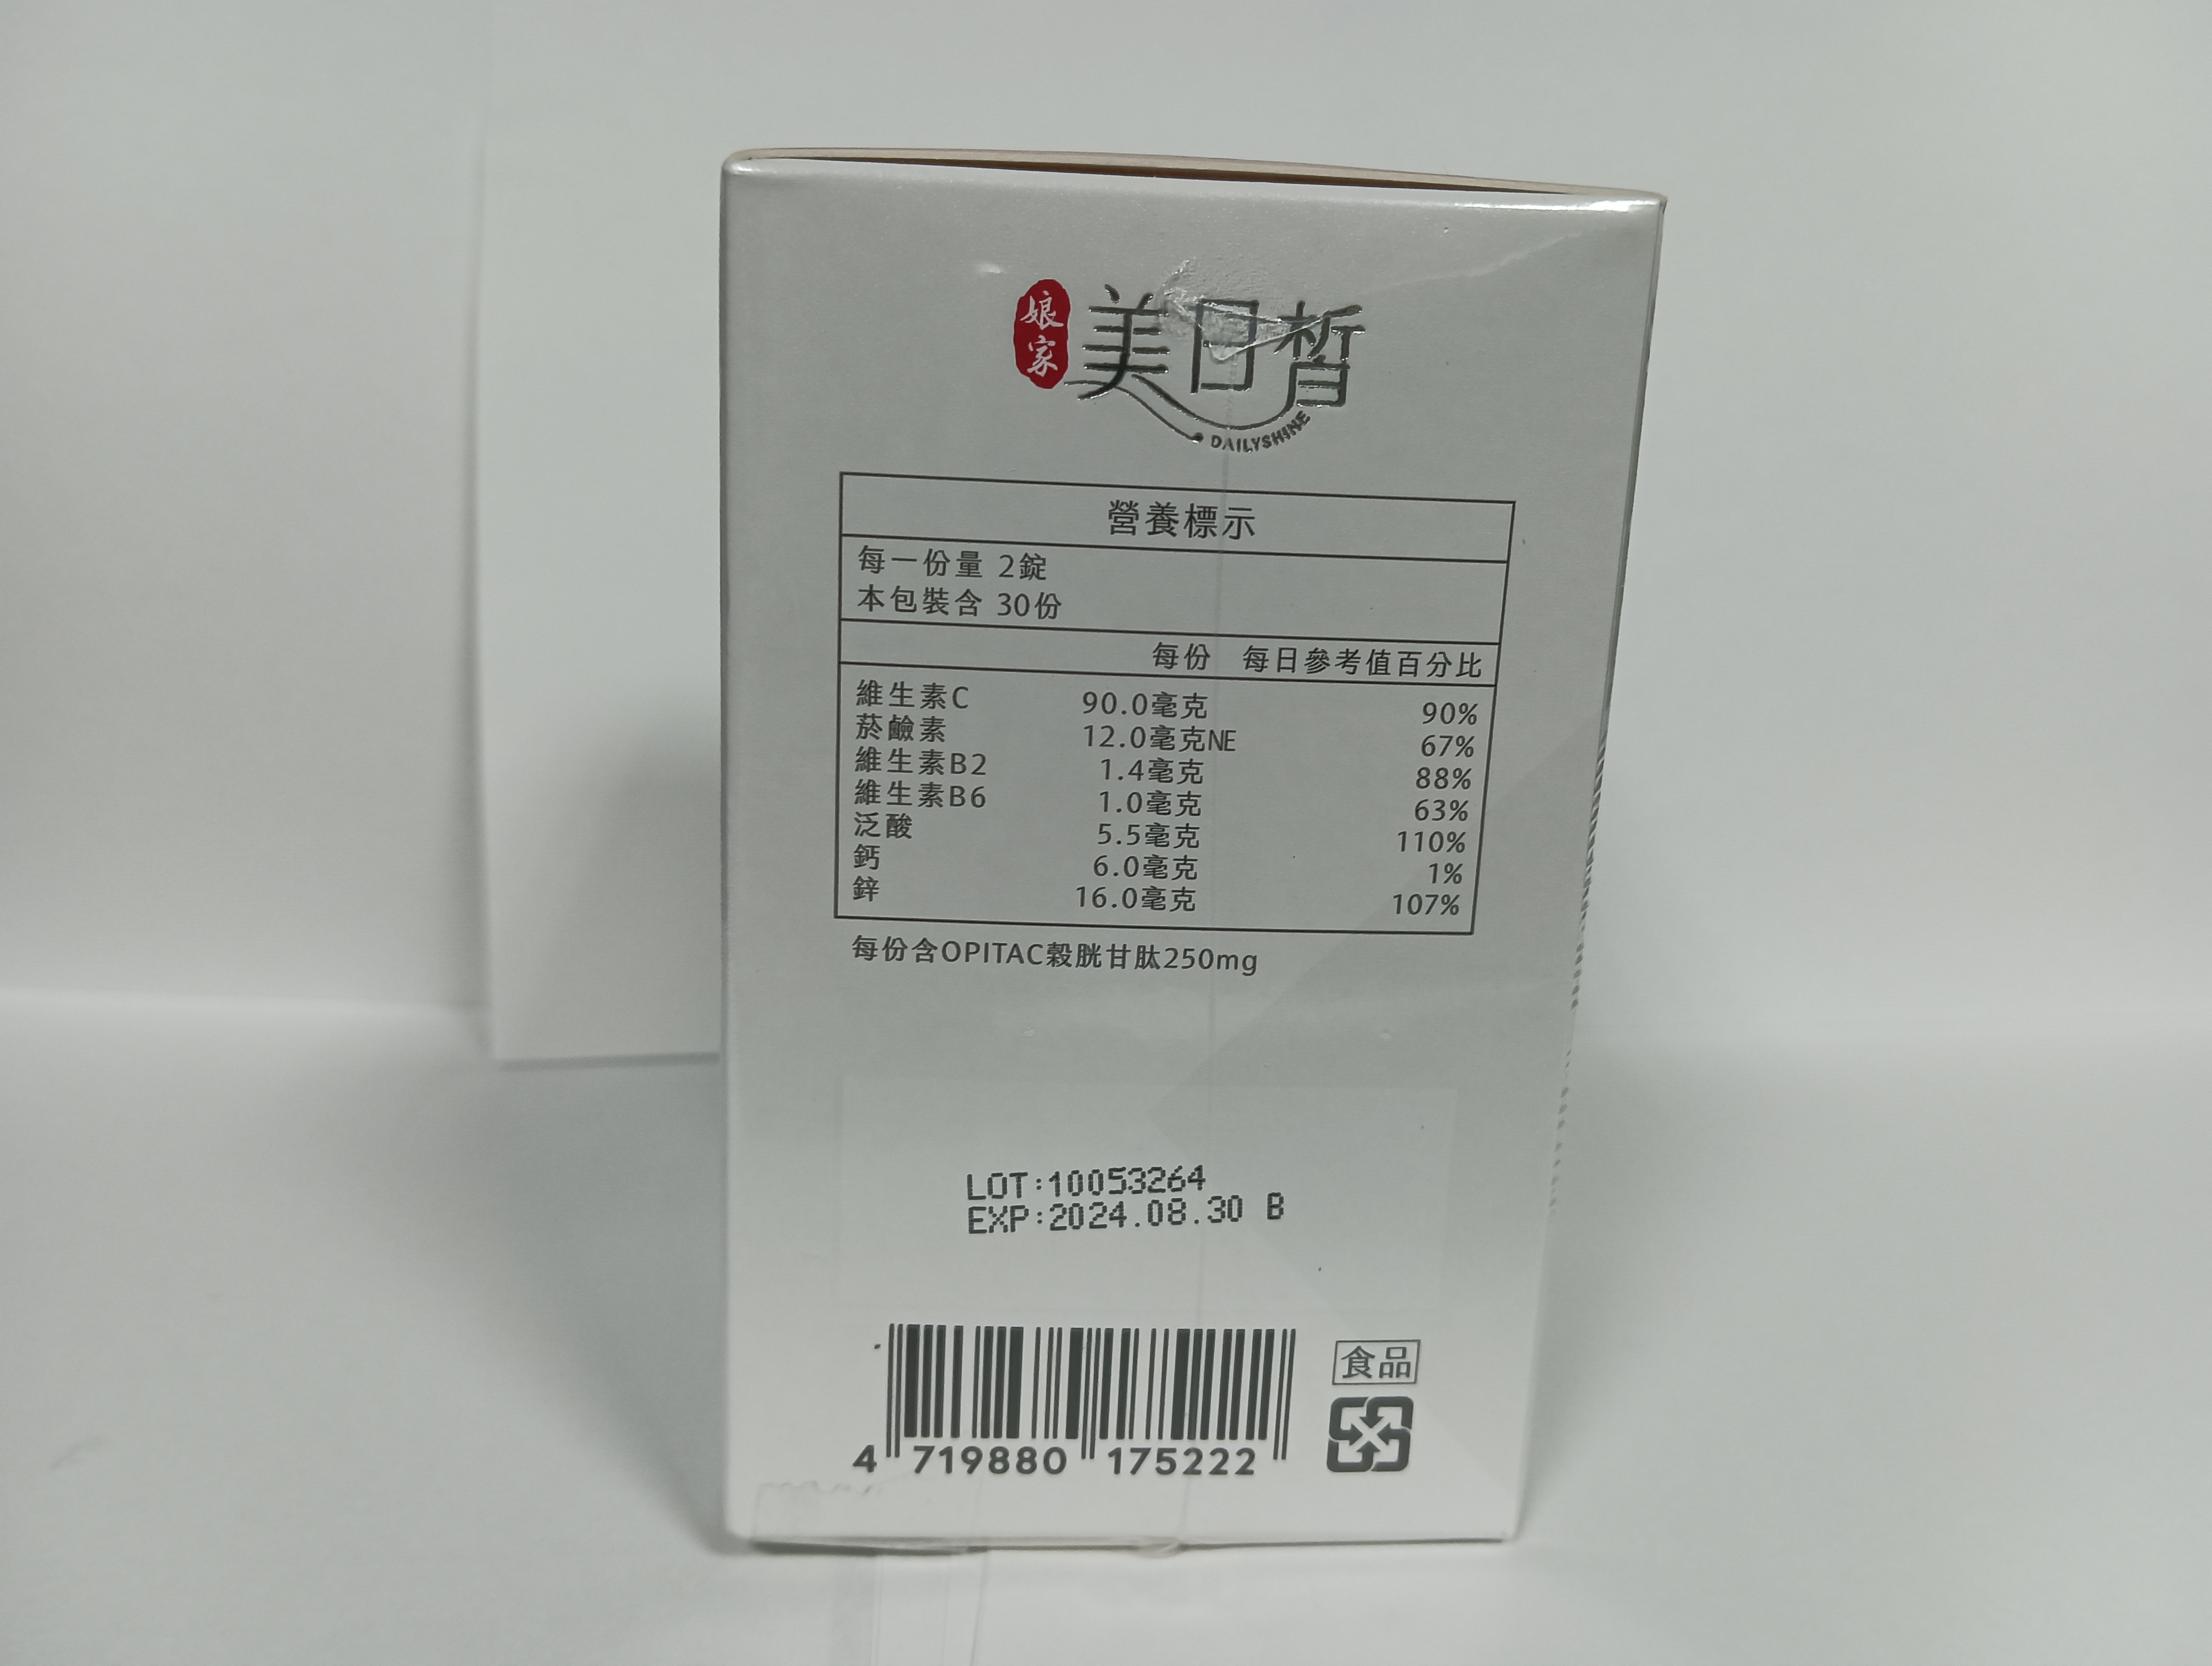 娘家
美日皙
DAILYSHINE
營養標示
每一份量 2錠
本包裝含 30份
每份 每日參考值百分比
維生素C 90.0毫克 90%
菸鹼素 12.0毫克NE 67%
維生素B2 1.4毫克 88%
維生素B6 1.0毫克 63%
泛酸 5.5毫克 110%
鈣 6.0毫克 1%
鋅 16.0毫克 107%
每份含OPITAC穀胱甘肽250mg
LOT:10053264
EXP:2024.08.30 B
食品
4 719880 175222